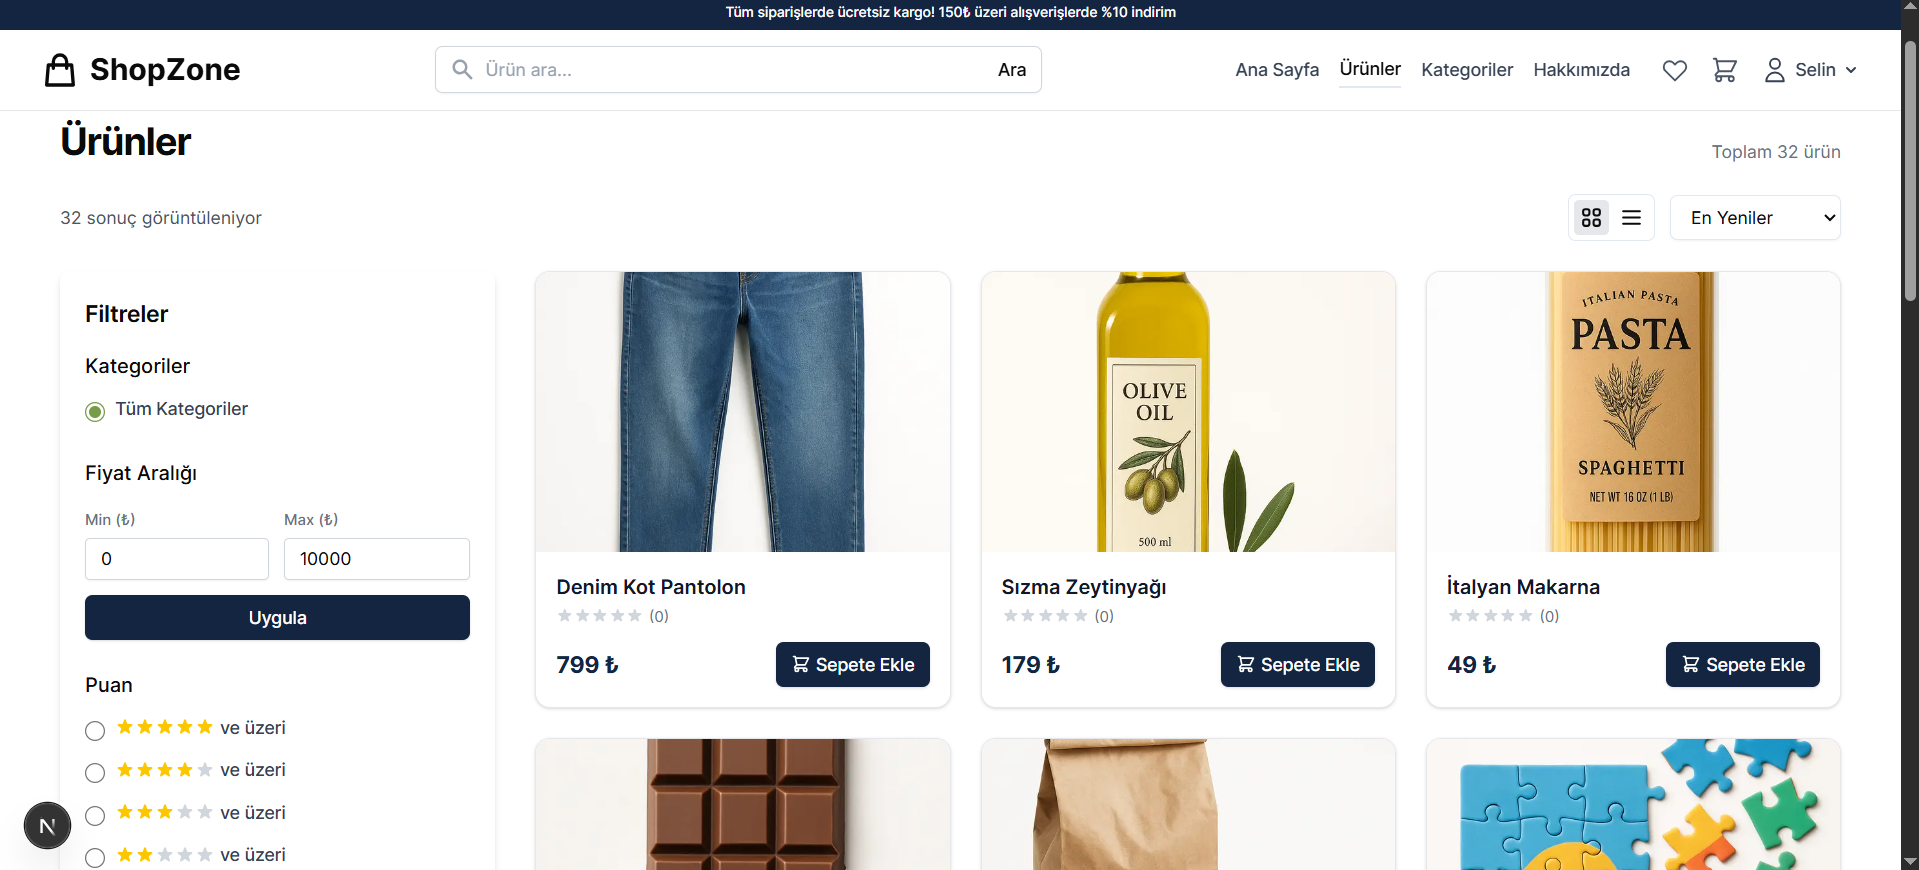 Tüm siparişlerde ücretsiz kargo! 150₺ üzeri alışverişlerde %10 indirim
ShopZone
Ürün ara...
Ara
Ana Sayfa
Ürünler
Kategoriler
Hakkımızda
Selin
Ürünler
Toplam 32 ürün
32 sonuç görüntüleniyor
En Yeniler
Filtreler
Kategoriler
Tüm Kategoriler
Fiyat Aralığı
Min (₺)
Max (₺)
0
10000
Uygula
Puan
ve üzeri
ve üzeri
ve üzeri
ve üzeri
N
OLIVE
OIL
500 ml
ITALIAN PASTA
PASTA
SPAGHETTI
NET WT 16 OZ (1 LB)
Denim Kot Pantolon
(0)
799 ₺
Sepete Ekle
Sızma Zeytinyağı
(0)
179 ₺
Sepete Ekle
İtalyan Makarna
(0)
49 ₺
Sepete Ekle